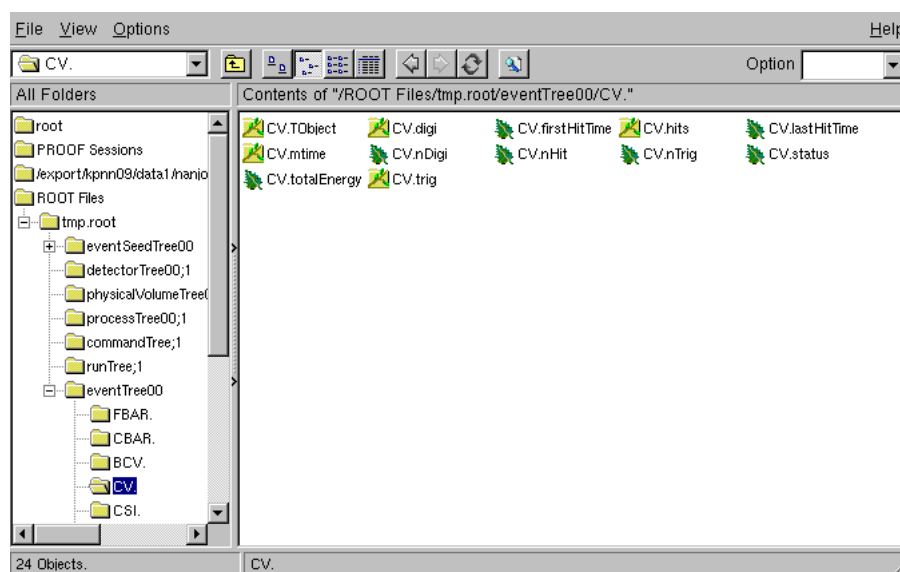 File View Options Help
CV. Option
All Folders Contents of "/ROOT Files/tmp.root/eventTree00/CV."
root
PROOF Sessions
/export/kpnn09/data1/nanjo
ROOT Files
tmp.root
eventSeedTree00
detectorTree00;1
physicalVolumeTree0
processTree00;1
commandTree;1
runTree;1
eventTree00
FBAR.
CBAR.
BCV.
CV.
CSI.
CV.TObject CV.digi CV.firstHitTime CV.hits CV.lastHitTime
CV.mtime CV.nDigi CV.nHit CV.nTrig CV.status
CV.totalEnergy CV.trig
24 Objects. CV.